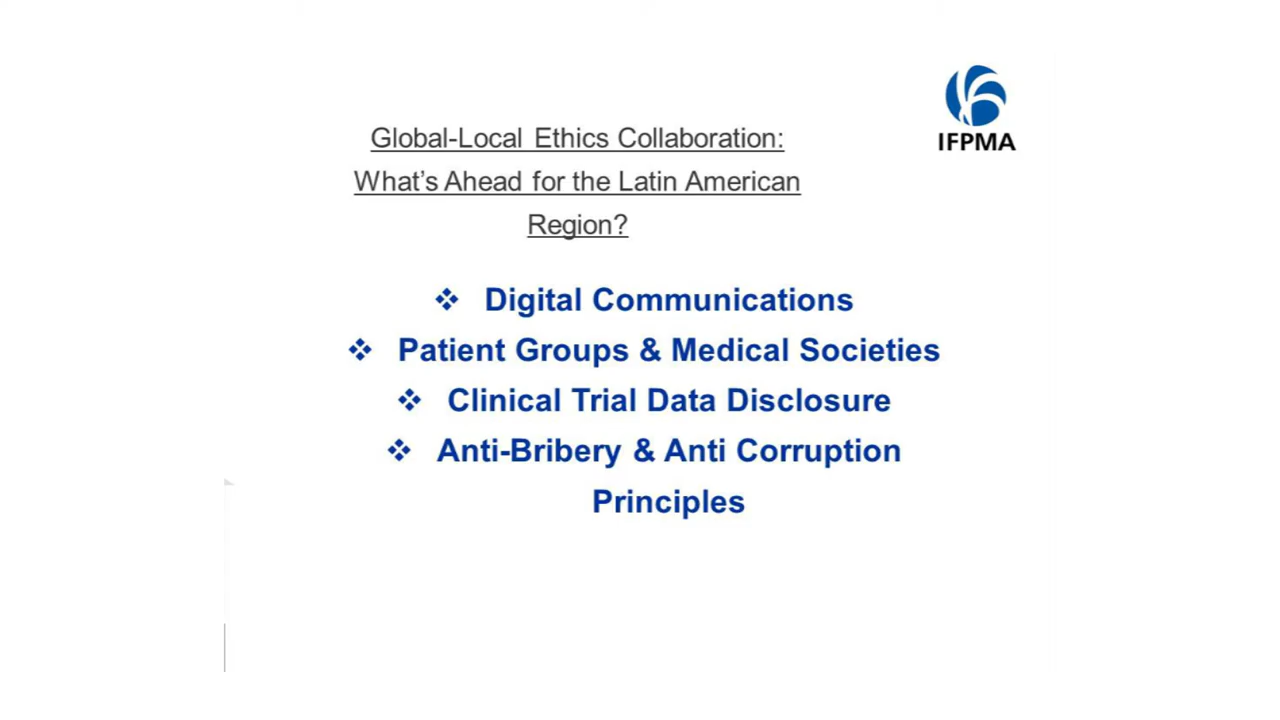 IFPMA
Global-Local Ethics Collaboration:
What's Ahead for the Latin American
Region?
❖ Digital Communications
❖ Patient Groups & Medical Societies
❖ Clinical Trial Data Disclosure
❖ Anti-Bribery & Anti Corruption
Principles